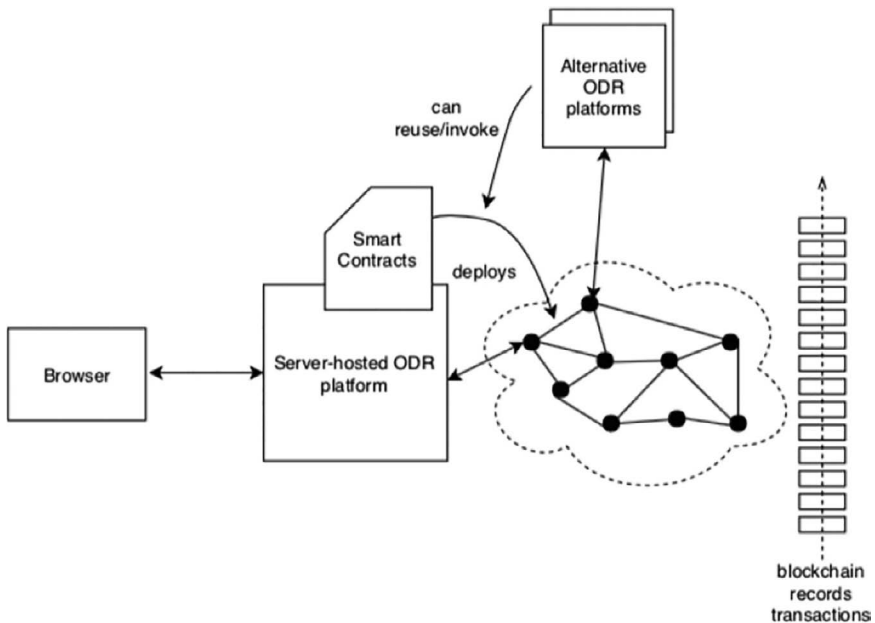 Alternative
ODR
platforms
can
reuse/invoke
Smart
Contracts
deploys
Browser
Server-hosted ODR
platform
blockchain
records
transactions